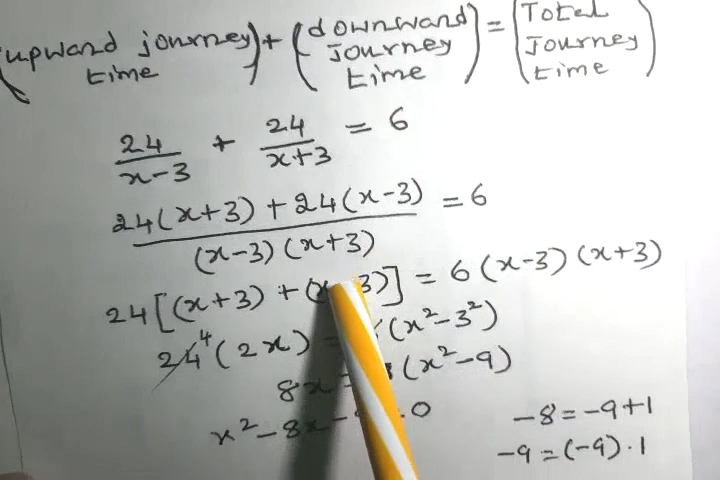 (upward journey time) + (downward Journey time) = (Total Journey time)
24/(x-3) + 24/(x+3) = 6
(24(x+3) + 24(x-3))/((x-3)(x+3)) = 6
24[(x+3) + (x 3)] = 6(x-3)(x+3)
24 4 (2x) = (x²-3²)
8x = (x²-9)
x²-8x- 0
-8 = -9+1
-9 = (-9)·1